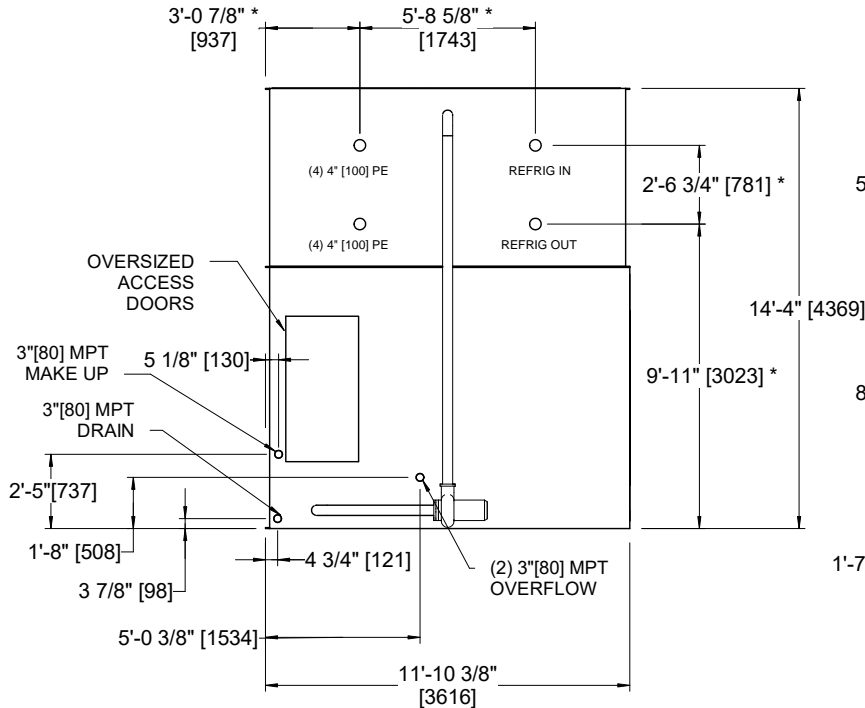 3'-0 7/8" *
[937]
5'-8 5/8" *
[1743]
(4) 4" [100] PE
REFRIG IN
2'-6 3/4" [781] *
5
(4) 4" [100] PE
REFRIG OUT
OVERSIZED
ACCESS
DOORS
14'-4" [4369]
3"[80] MPT
MAKE UP
5 1/8" [130]
9'-11" [3023] *
8
3"[80] MPT
DRAIN
2'-5"[737]
1'-8" [508]
4 3/4" [121]
(2) 3"[80] MPT
OVERFLOW
1'-7
3 7/8" [98]
5'-0 3/8" [1534]
11'-10 3/8"
[3616]